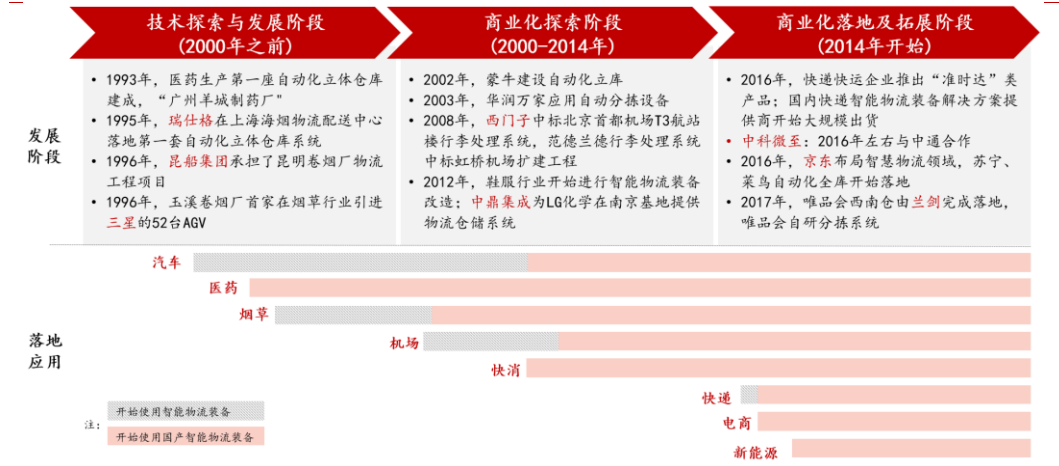 技术探索与发展阶段
(2000年之前)
商业化探索阶段
(2000-2014年)
商业化落地及拓展阶段
(2014年开始)
发展
阶段
• 1993年，医药生产第一座自动化立体仓库
建成，“广州羊城制药厂"
• 1995年，瑞仕格在上海海烟物流配送中心
落地第一套自动化立体仓库系统
• 1996年，昆船集团承担了昆明卷烟厂物流
工程项目
• 1996年，玉溪卷烟厂首家在烟草行业引进
三星的52台AGV
• 2002年，蒙牛建设自动化立库
• 2003年，华润万家应用自动分拣设备
• 2008年，西门子中标北京首都机场T3航站
楼行李处理系统，范德兰德行李处理系统
中标虹桥机场扩建工程
• 2012年，鞋服行业开始进行智能物流装备
改造；中鼎集成为LG化学在南京基地提供
物流仓储系统
• 2016年，快递快运企业推出“准时达”类
产品；国内快递智能物流装备解决方案提
供商开始大规模出货
• 中科微至：2016年左右与中通合作
• 2016年，京东布局智慧物流领域，苏宁、
菜鸟自动化全库开始落地
• 2017年，唯品会西南仓由兰剑完成落地，
唯品会自研分拣系统
落地
应用
汽车
医药
烟草
机场
快消
快递
电商
新能源
注：
开始使用智能物流装备
开始使用国产智能物流装备